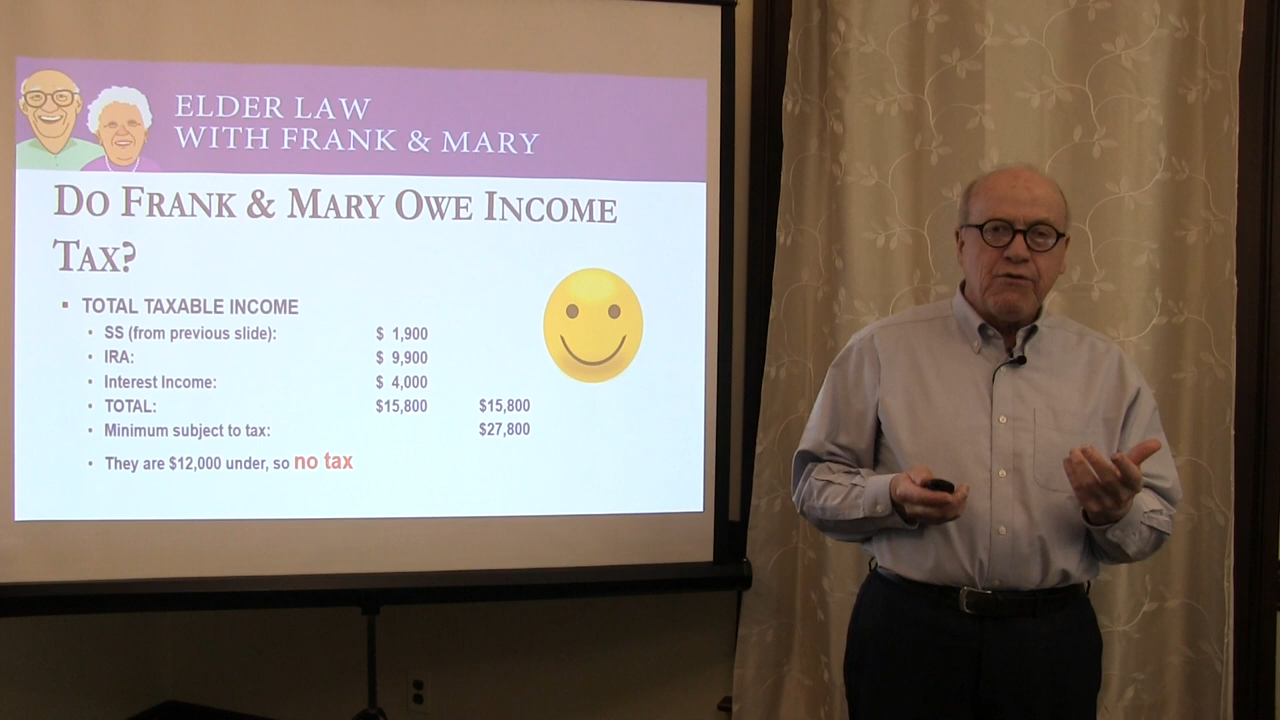 ELDER LAW
WITH FRANK & MARY
DO FRANK & MARY OWE INCOME
TAX?
▪ TOTAL TAXABLE INCOME
• SS (from previous slide): $ 1,900
• IRA: $ 9,900
• Interest Income: $ 4,000
• TOTAL: $15,800 $15,800
• Minimum subject to tax: $27,800
• They are $12,000 under, so no tax